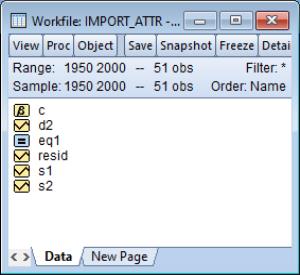 Workfile: IMPORT_ATTR - ...
View Proc Object Save Snapshot Freeze Detai
Range: 1950 2000 -- 51 obs Filter: *
Sample: 1950 2000 -- 51 obs Order: Name
β c
d2
= eq1
resid
s1
s2
< > Data New Page